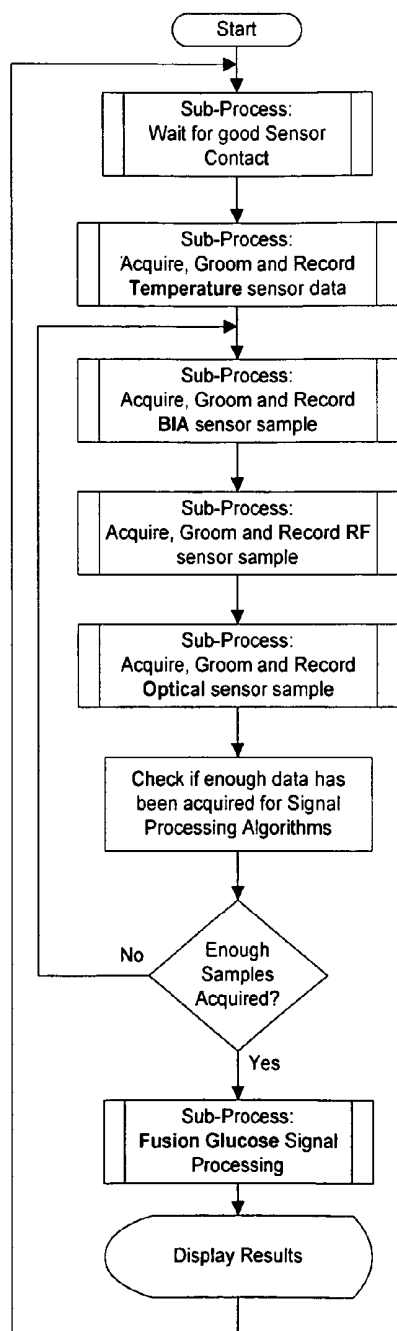 Start
Sub-Process:
Wait for good Sensor
Contact
Sub-Process:
Acquire, Groom and Record
Temperature sensor data
Sub-Process:
Acquire, Groom and Record
BIA sensor sample
Sub-Process:
Acquire, Groom and Record RF
sensor sample
Sub-Process:
Acquire, Groom and Record
Optical sensor sample
Check if enough data has
been acquired for Signal
Processing Algorithms
No
Enough
Samples
Acquired?
Yes
Sub-Process:
Fusion Glucose Signal
Processing
Display Results